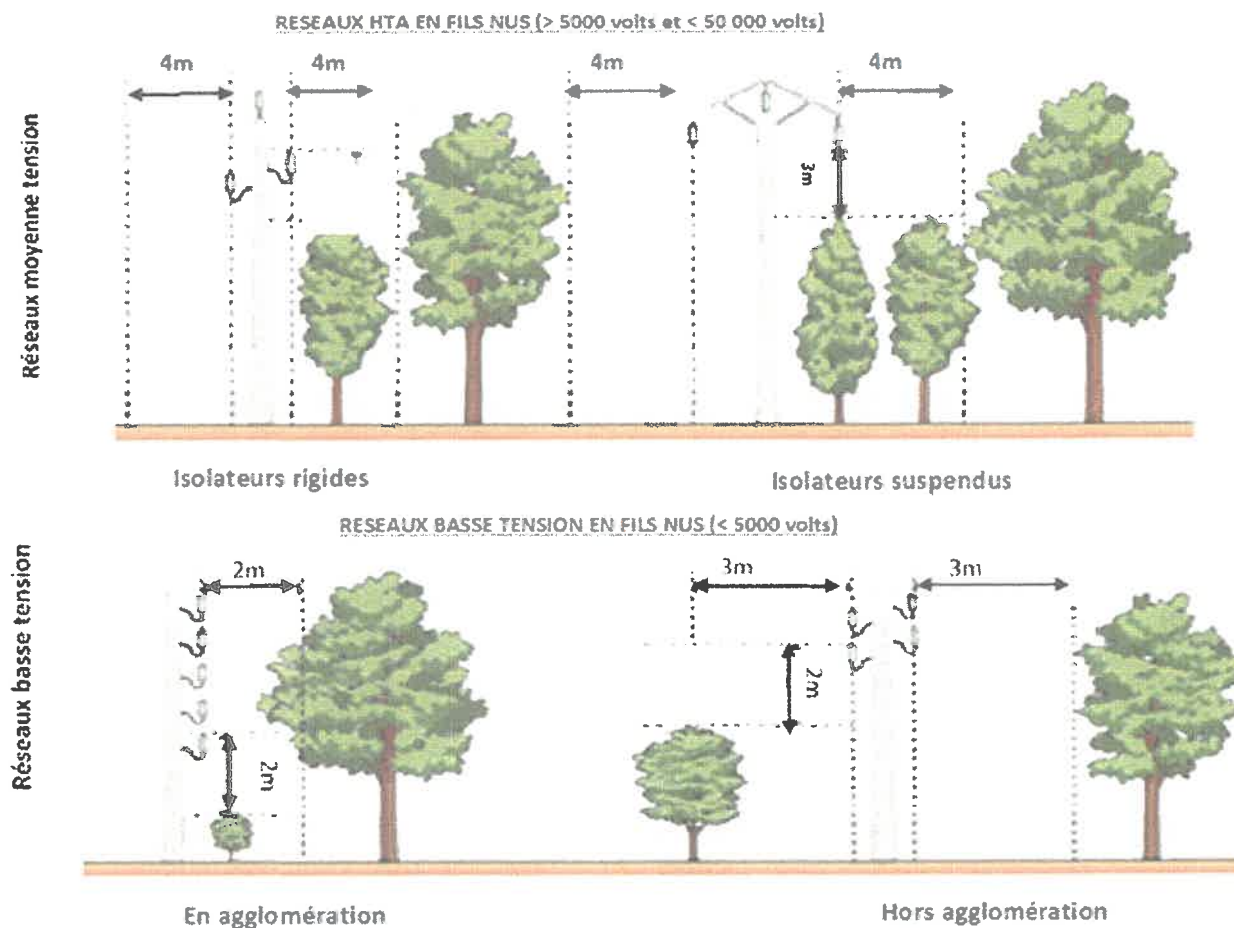 RESEAUX HTA EN FILS NUS (> 5000 volts et < 50 000 volts)
4m
4m
4m
4m
3m
Réseaux moyenne tension
Isolateurs rigides
Isolateurs suspendus
RESEAUX BASSE TENSION EN FILS NUS (< 5000 volts)
2m
3m
3m
2m
2m
Réseaux basse tension
En agglomération
Hors agglomération